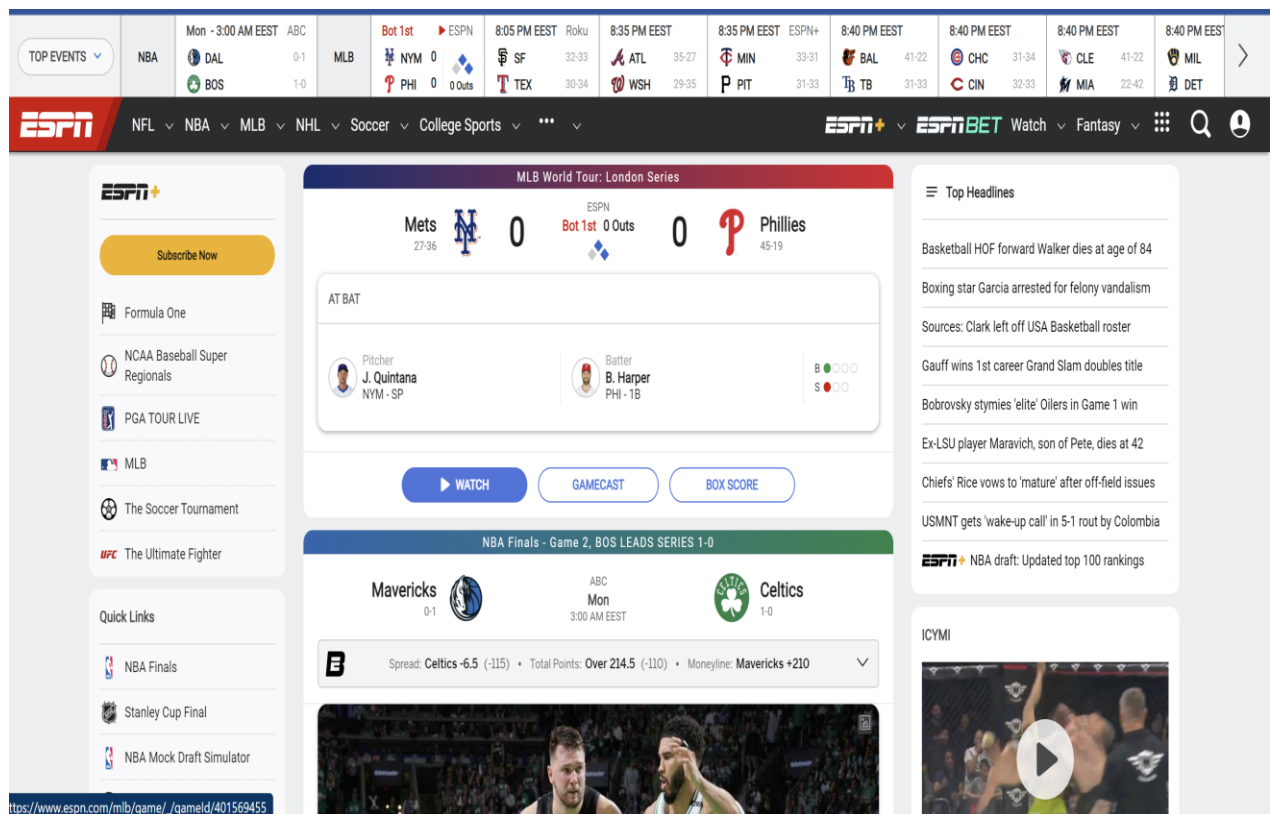 TOP EVENTS
NBA
Mon - 3:00 AM EEST ABC
DAL 0-1
BOS 1-0
MLB
Bot 1st ESPN
NYM 0
PHI 0 0 Outs
8:05 PM EEST Roku
SF 32-33
TEX 30-34
8:35 PM EEST
ATL 35-27
WSH 29-35
8:35 PM EEST ESPN+
MIN 33-31
PIT 31-33
8:40 PM EEST
BAL 41-22
TB 31-33
8:40 PM EEST
CHC 31-34
CIN 32-33
8:40 PM EEST
CLE 41-22
MIA 22-42
8:40 PM EES
MIL
DET
ESPN NFL NBA MLB NHL Soccer College Sports ••• ESPN+ ESPN BET Watch Fantasy
ESPN+
Subscribe Now
Formula One
NCAA Baseball Super
Regionals
PGA TOUR LIVE
MLB
The Soccer Tournament
UFC The Ultimate Fighter
Quick Links
NBA Finals
Stanley Cup Final
NBA Mock Draft Simulator
ttps://www.espn.com/mlb/game/_/gameId/401569455
MLB World Tour: London Series
Mets
27-36
0
ESPN
Bot 1st 0 Outs
0
Phillies
45-19
AT BAT
Pitcher
J. Quintana
NYM - SP
Batter
B. Harper
PHI - 1B
B
S
WATCH
GAMECAST
BOX SCORE
NBA Finals - Game 2, BOS LEADS SERIES 1-0
Mavericks
0-1
ABC
Mon
3:00 AM EEST
CELTICS
Celtics
1-0
Spread: Celtics -6.5 (-115) • Total Points: Over 214.5 (-110) • Moneyline: Mavericks +210
Top Headlines
Basketball HOF forward Walker dies at age of 84
Boxing star Garcia arrested for felony vandalism
Sources: Clark left off USA Basketball roster
Gauff wins 1st career Grand Slam doubles title
Bobrovsky stymies 'elite' Oilers in Game 1 win
Ex-LSU player Maravich, son of Pete, dies at 42
Chiefs' Rice vows to 'mature' after off-field issues
USMNT gets 'wake-up call' in 5-1 rout by Colombia
ESPN+ NBA draft: Updated top 100 rankings
ICYMI